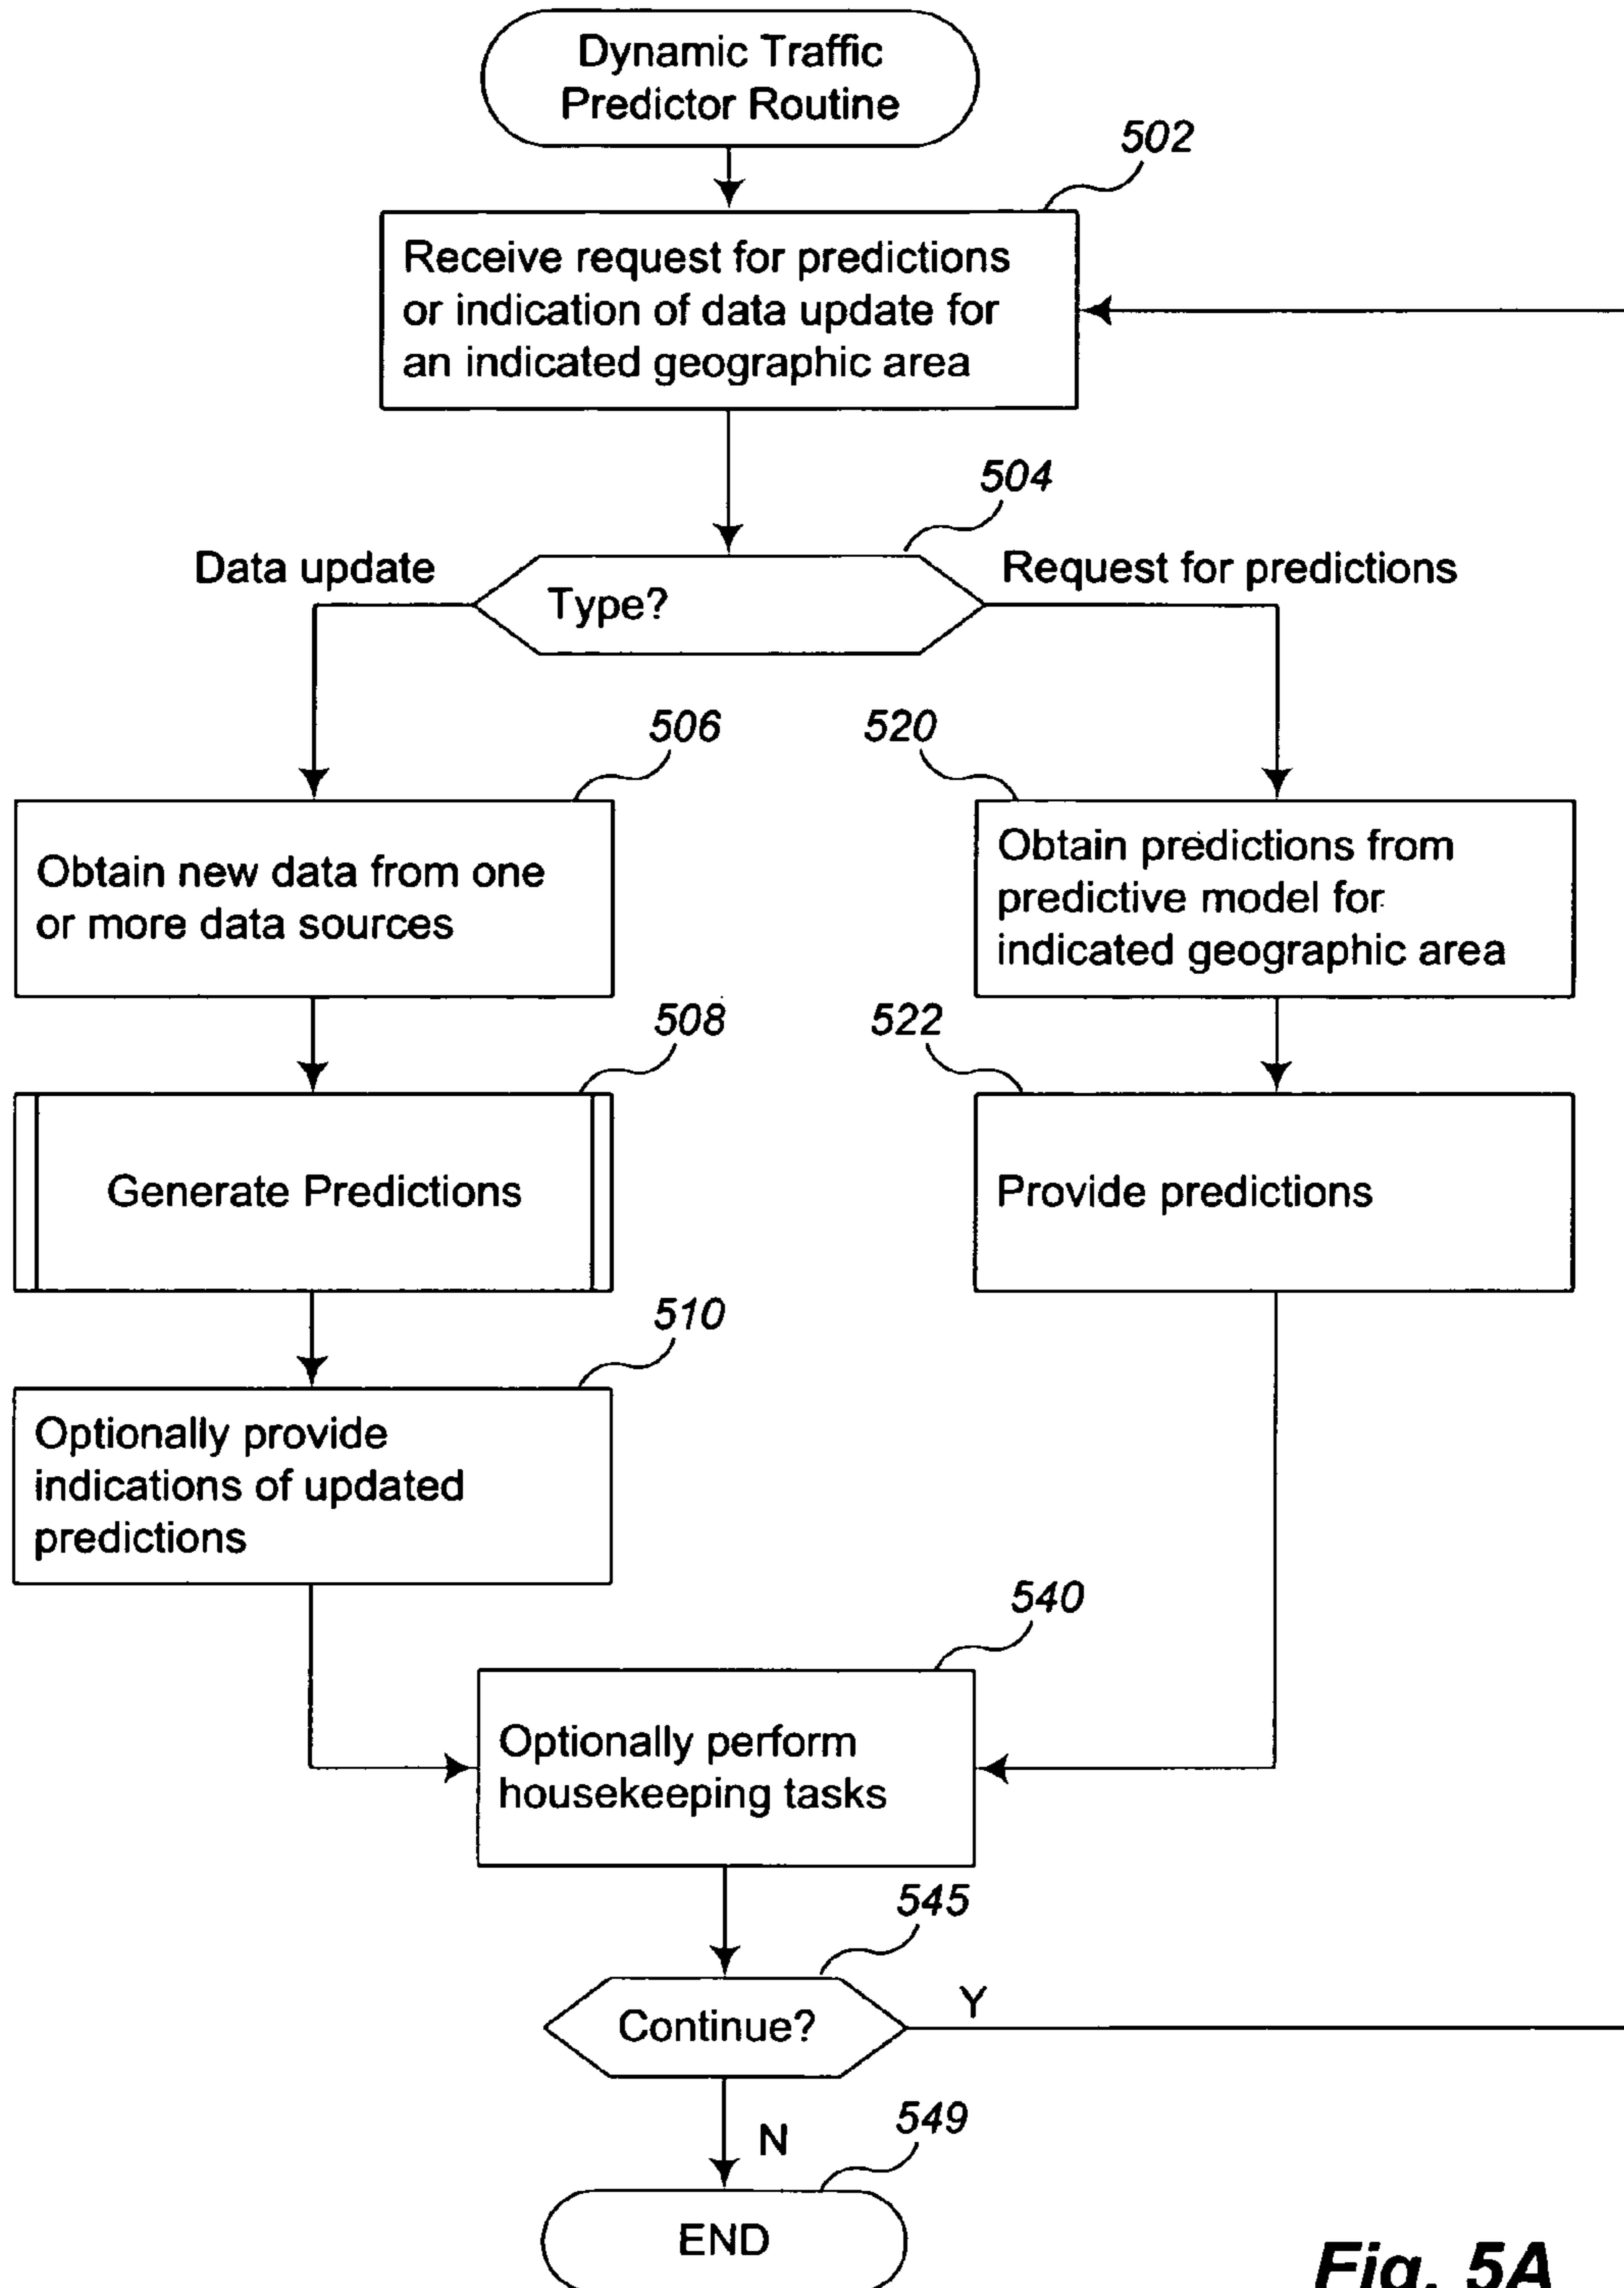 Dynamic Traffic
Predictor Routine
502
Receive request for predictions
or indication of data update for
an indicated geographic area
504
Data update
Type?
Request for predictions
506
520
Obtain new data from one
or more data sources
Obtain predictions from
predictive model for
indicated geographic area
508
522
Generate Predictions
Provide predictions
510
Optionally provide
indications of updated
predictions
540
Optionally perform
housekeeping tasks
545
Continue?
Y
N
549
END
Fig. 5A